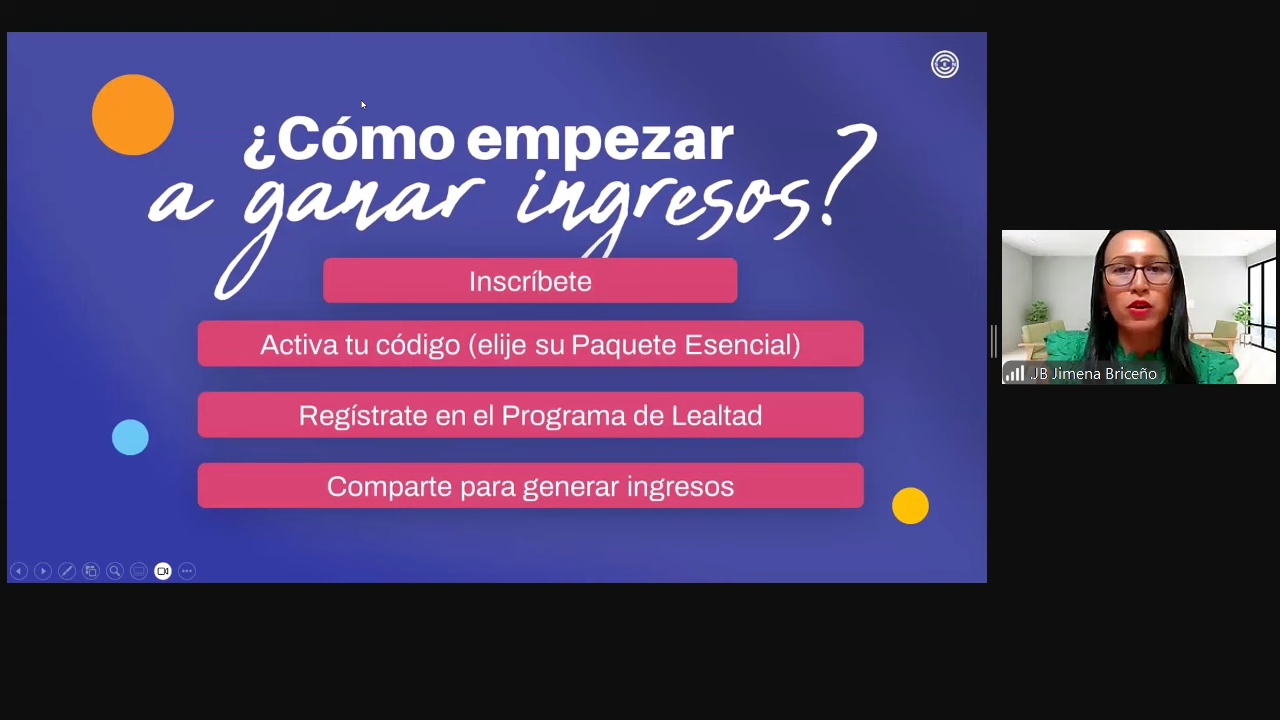 ¿Cómo empezar
a ganar ingresos?
Inscríbete
Activa tu código (elije su Paquete Esencial)
Regístrate en el Programa de Lealtad
Comparte para generar ingresos
JB Jimena Briceño